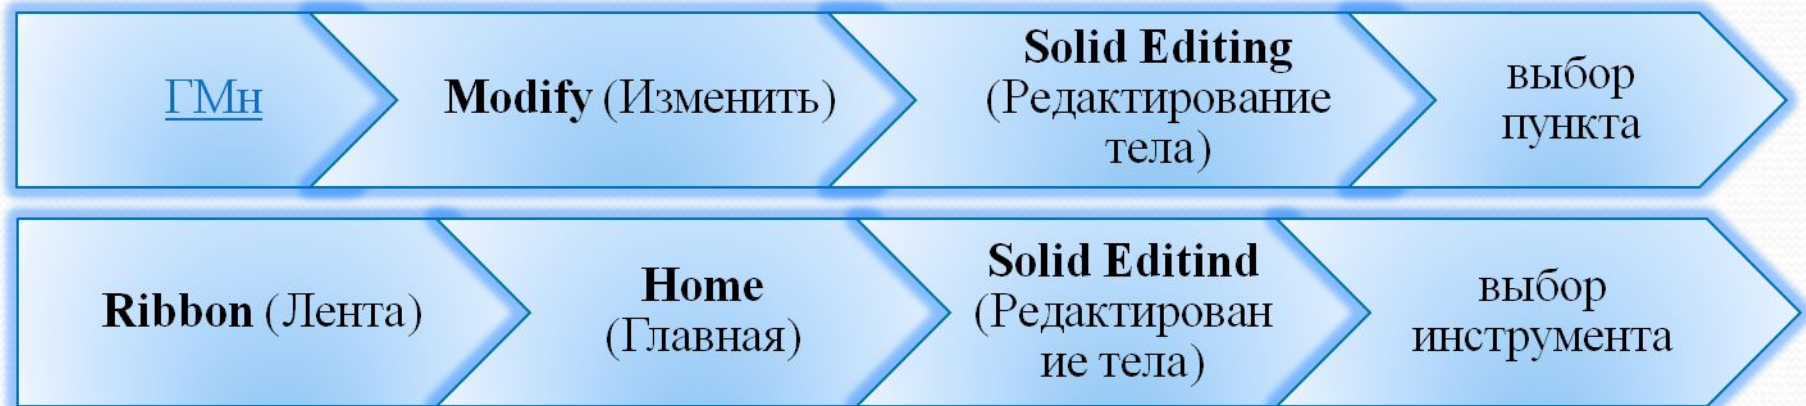 ГМн
Modify (Изменить)
Solid Editing
(Редактирование
тела)
выбор
пункта
Ribbon (Лента)
Home
(Главная)
Solid Editind
(Редактирован
ие тела)
выбор
инструмента